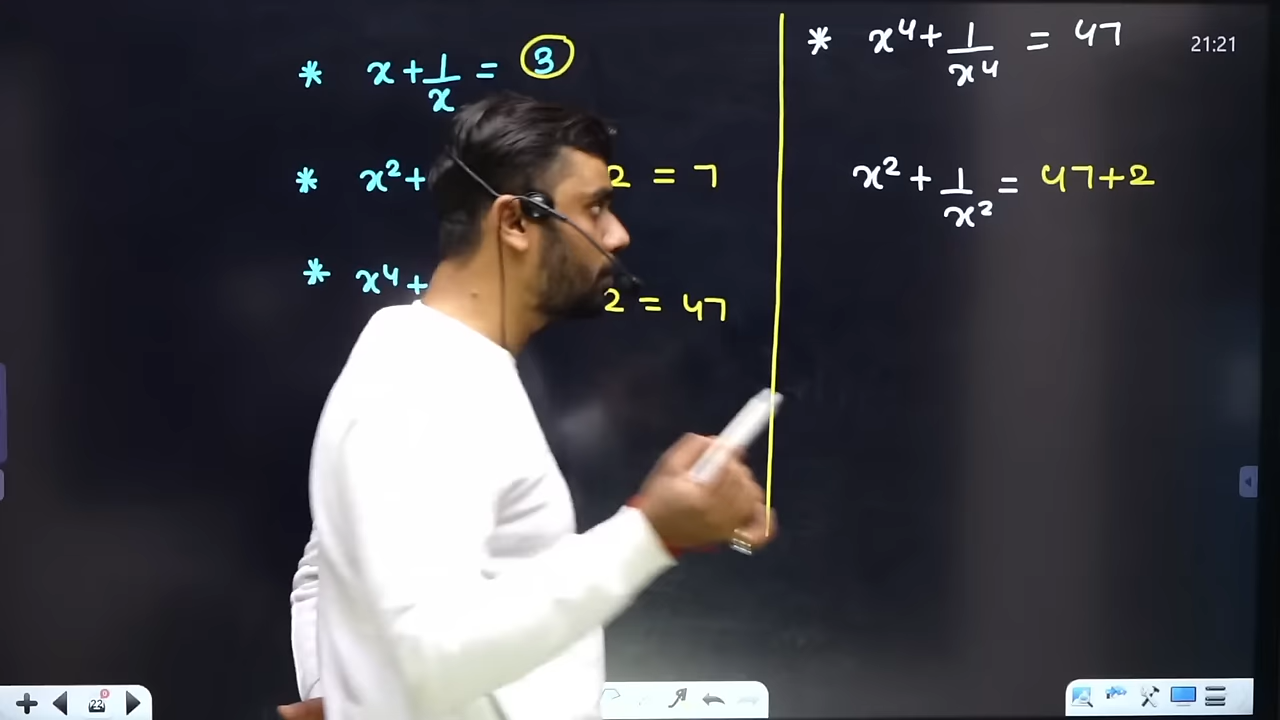 * x + 1/x = 3
* x² + 2 = 7
* x⁴ + 2 = 47
* x⁴ + 1/x⁴ = 47
21:21
x² + 1/x² = 47+2
22